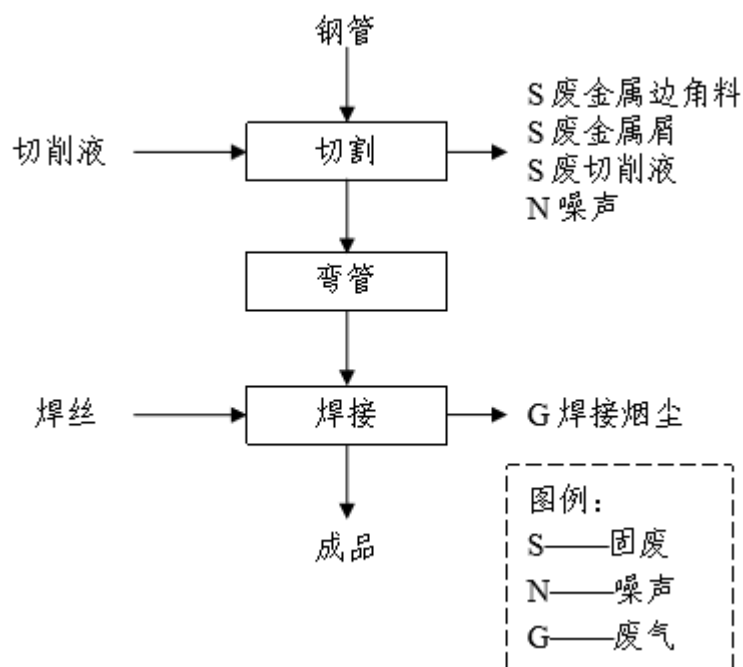 钢管
切削液
切割
S 废金属边角料
S 废金属屑
S 废切削液
N 噪声
弯管
焊丝
焊接
G 焊接烟尘
成品
图例：
S——固废
N——噪声
G——废气